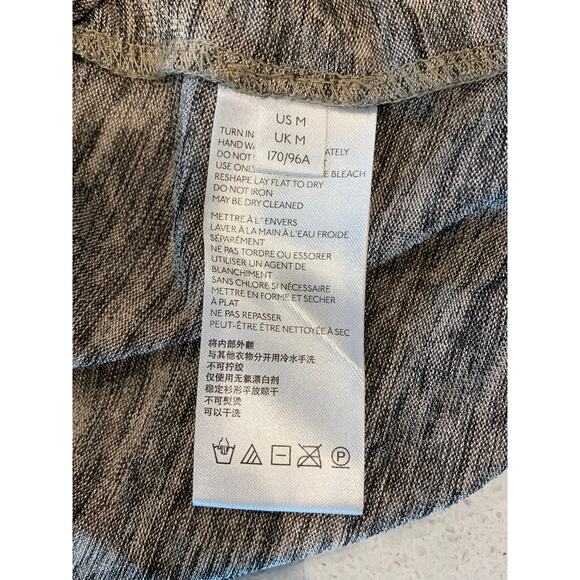 US M
UK M
170/96A
TURN IN
HAND WA ATELY
DO NOT
USE ONLY E BLEACH
RESHAPE LAY FLAT TO DRY
DO NOT IRON
MAY BE DRY CLEANED
METTRE À L'ENVERS
LAVER À LA MAIN À L'EAU FROIDE
SÉPARÉMENT
NE PAS TORDRE OU ESSORER
UTILISER UN AGENT DE
BLANCHIMENT
SANS CHLORE SI NÉCESSAIRE
METTRE EN FORME ET SECHER
À PLAT
NE PAS REPASSER
PEUT-ÊTRE ÊTRE NETTOYÉE À SEC
将内部外翻
与其他衣物分开用冷水手洗
不可拧绞
仅使用无氯漂白剂
稳定衫形平放晾干
不可熨烫
可以干洗
P